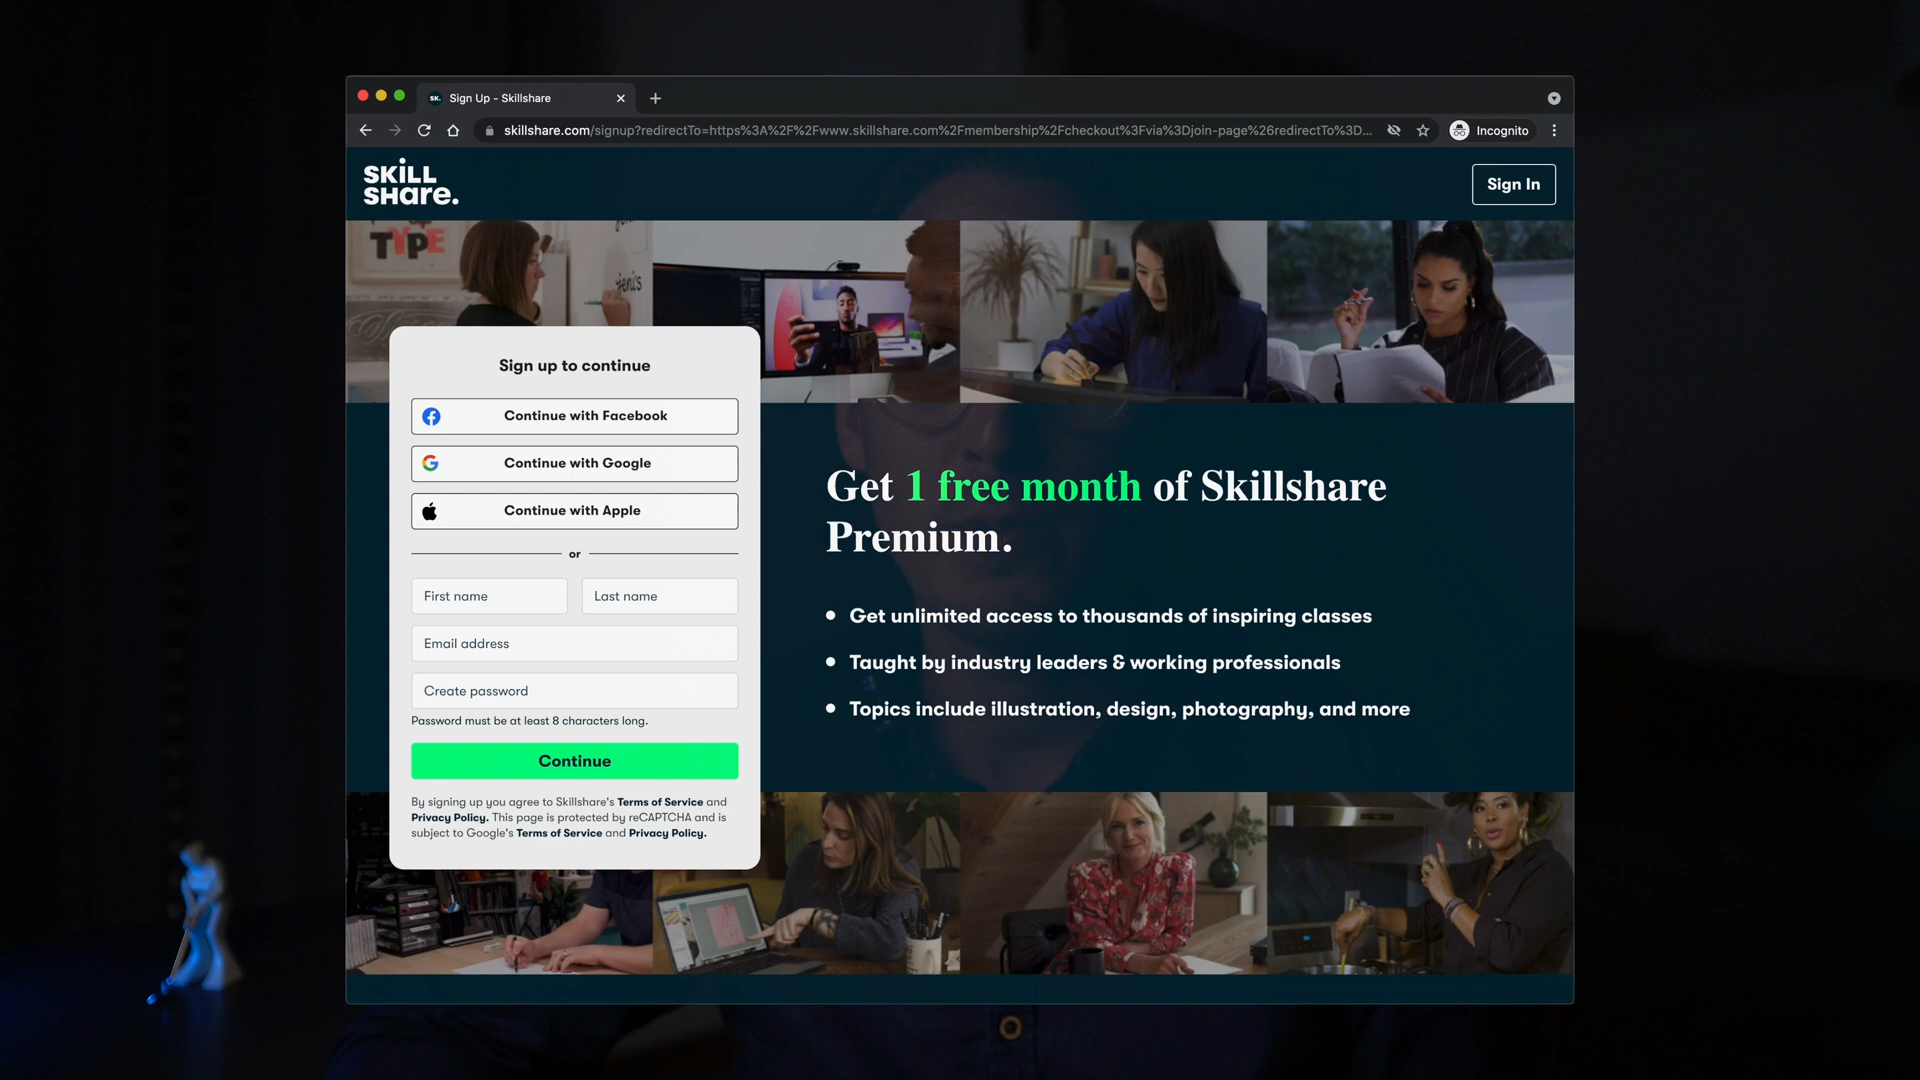 SK. Sign Up - Skillshare
skillshare.com/signup?redirectTo=https%3A%2F%2Fwww.skillshare.com%2Fmembership%2Fcheckout%3Fvia%3Djoin-page%26redirectTo%3D...
Incognito
SKILL
SHARE.
Sign In
TYPE
jeni's
Sign up to continue
Continue with Facebook
Continue with Google
Continue with Apple
or
First name
Last name
Email address
Create password
Password must be at least 8 characters long.
Continue
By signing up you agree to Skillshare's Terms of Service and
Privacy Policy. This page is protected by reCAPTCHA and is
subject to Google's Terms of Service and Privacy Policy.
Get 1 free month of Skillshare
Premium.
Get unlimited access to thousands of inspiring classes
Taught by industry leaders & working professionals
Topics include illustration, design, photography, and more